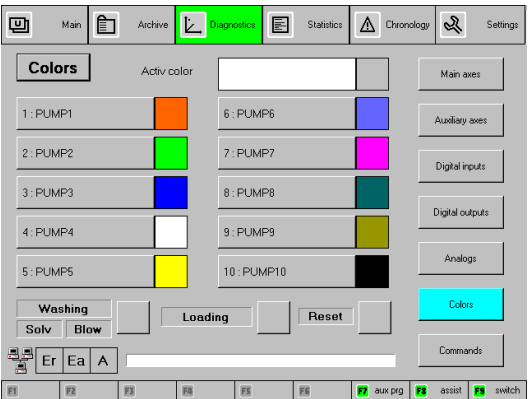 Main Archive Diagnostics Statistics Chronology Settings
Colors Activ color Main axes
1 : PUMP1 6 : PUMP6 Auxiliary axes
2 : PUMP2 7 : PUMP7 Digital inputs
3 : PUMP3 8 : PUMP8 Digital outputs
4 : PUMP4 9 : PUMP9
5 : PUMP5 10 : PUMP10 Analogs
Washing Loading Reset Colors
Solv Blow
Er Ea A Commands
F1 F2 F3 F4 F5 F6 F7 aux prg F8 assist F9 switch